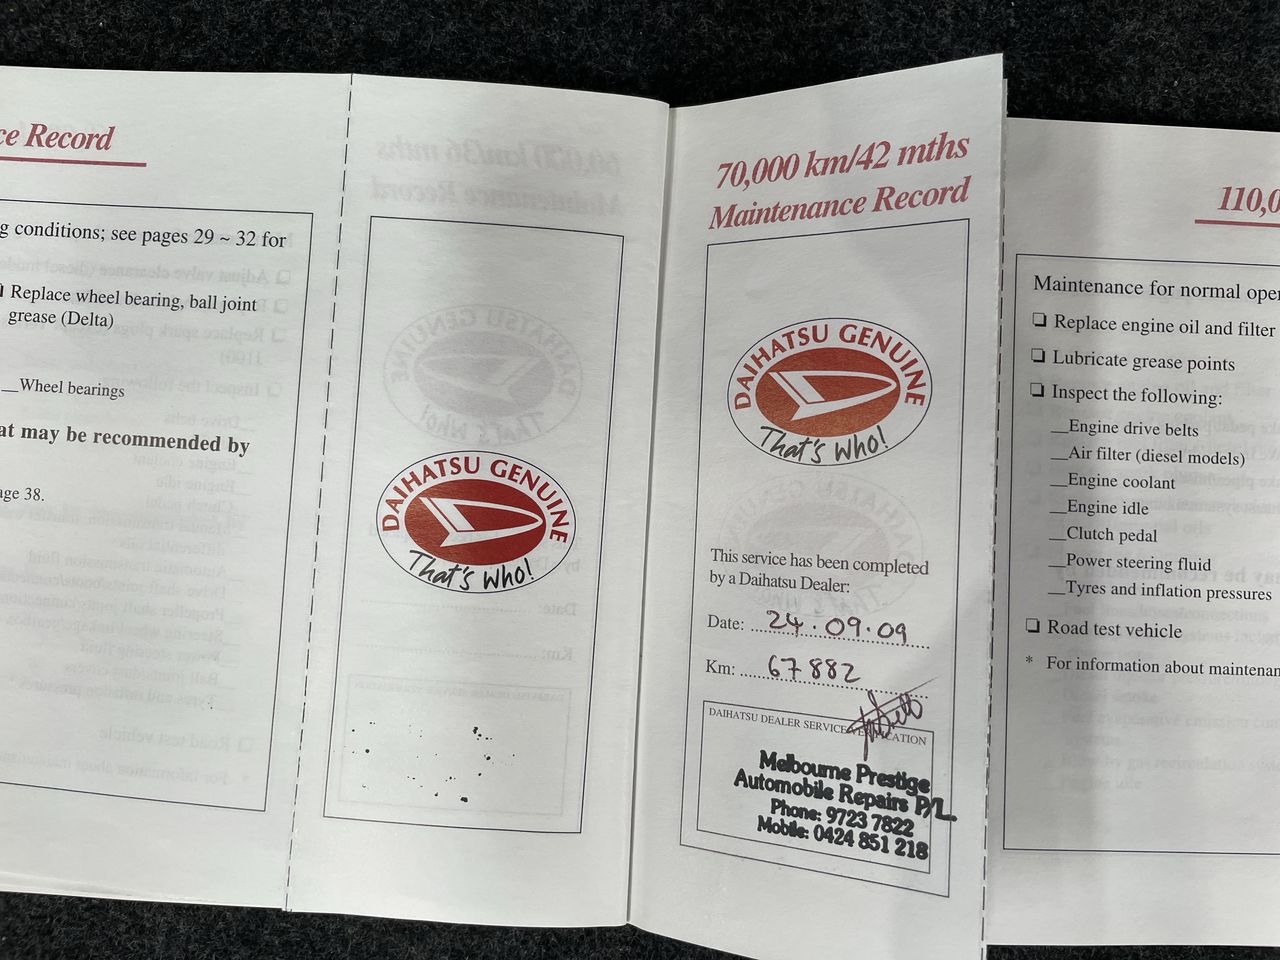 ce Record
g conditions; see pages 29 ~ 32 for
Replace wheel bearing, ball joint
grease (Delta)
__Wheel bearings
at may be recommended by
age 38.
DAIHATSU GENUINE
That's Who!
70,000 km/42 mths
Maintenance Record
DAIHATSU GENUINE
That's Who!
This service has been completed
by a Daihatsu Dealer:
Date: 24.09.09
Km: 67882
DAIHATSU DEALER SERVICE VERIFICATION
Melbourne Prestige
Automobile Repairs P/L
Phone: 9723 7822
Mobile: 0424 851 218
110,0
Maintenance for normal oper
❏ Replace engine oil and filter
❏ Lubricate grease points
❏ Inspect the following:
__Engine drive belts
__Air filter (diesel models)
__Engine coolant
__Engine idle
__Clutch pedal
__Power steering fluid
__Tyres and inflation pressures
❏ Road test vehicle
* For information about maintenan